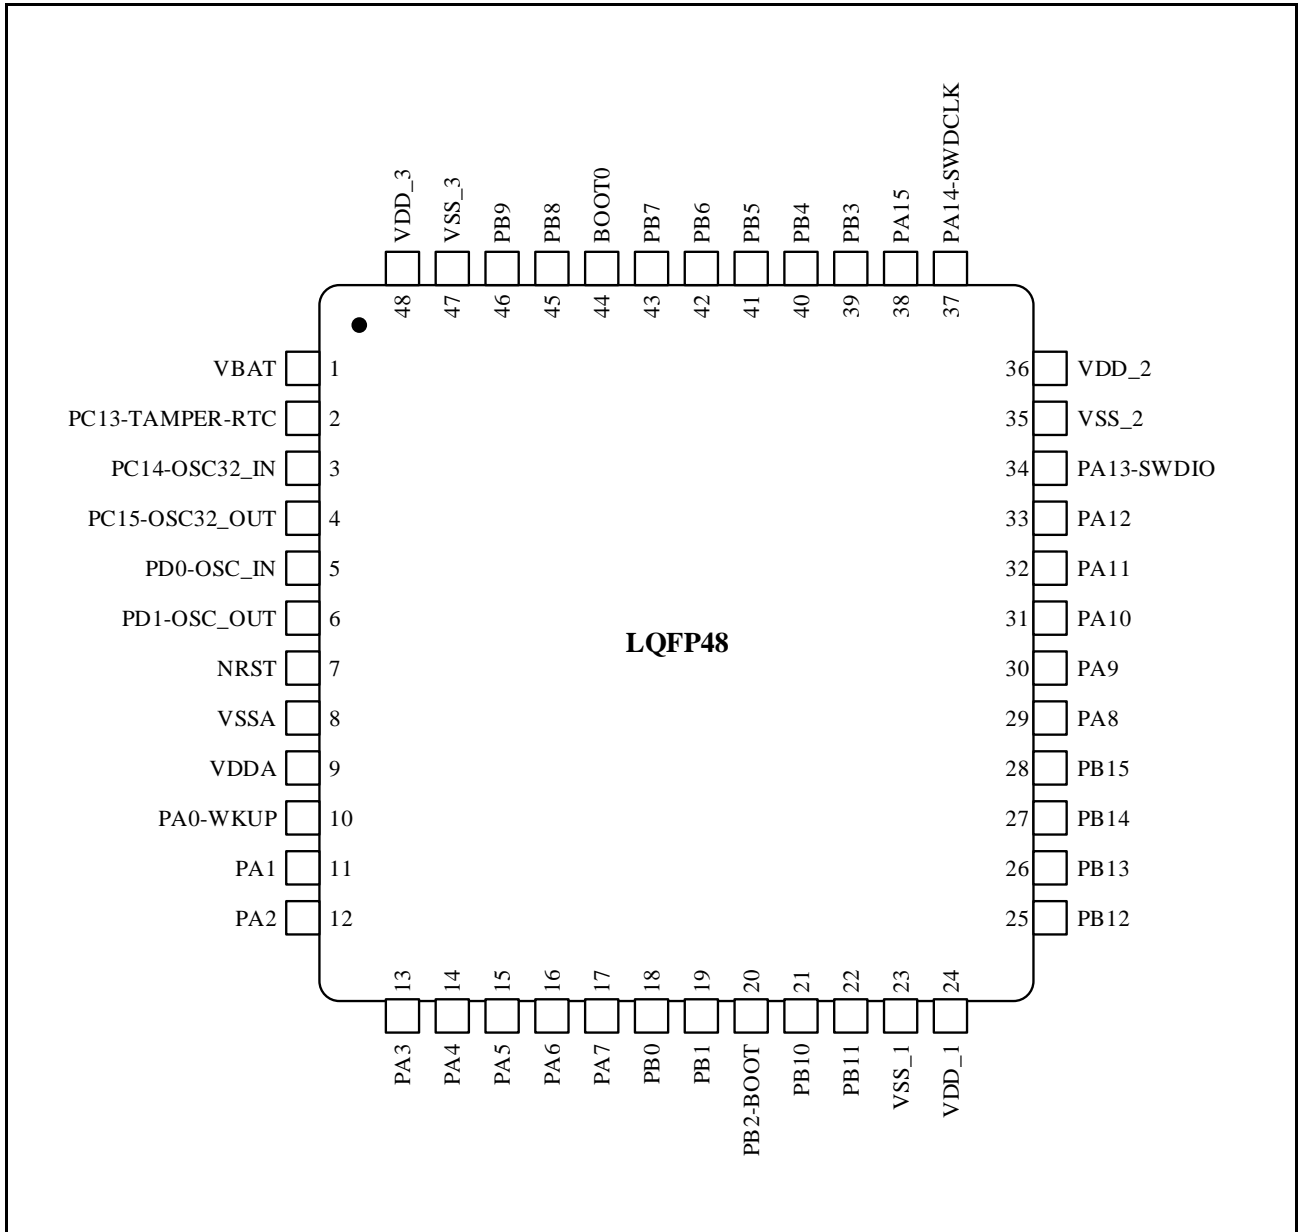 VDD_3
VSS_3
PB9
PB8
BOOT0
PB7
PB6
PB5
PB4
PB3
PA15
PA14-SWDCLK
48
47
46
45
44
43
42
41
40
39
38
37
VBAT 1
PC13-TAMPER-RTC 2
PC14-OSC32_IN 3
PC15-OSC32_OUT 4
PD0-OSC_IN 5
PD1-OSC_OUT 6
NRST 7
VSSA 8
VDDA 9
PA0-WKUP 10
PA1 11
PA2 12
LQFP48
36 VDD_2
35 VSS_2
34 PA13-SWDIO
33 PA12
32 PA11
31 PA10
30 PA9
29 PA8
28 PB15
27 PB14
26 PB13
25 PB12
13
14
15
16
17
18
19
20
21
22
23
24
PA3
PA4
PA5
PA6
PA7
PB0
PB1
PB2-BOOT
PB10
PB11
VSS_1
VDD_1